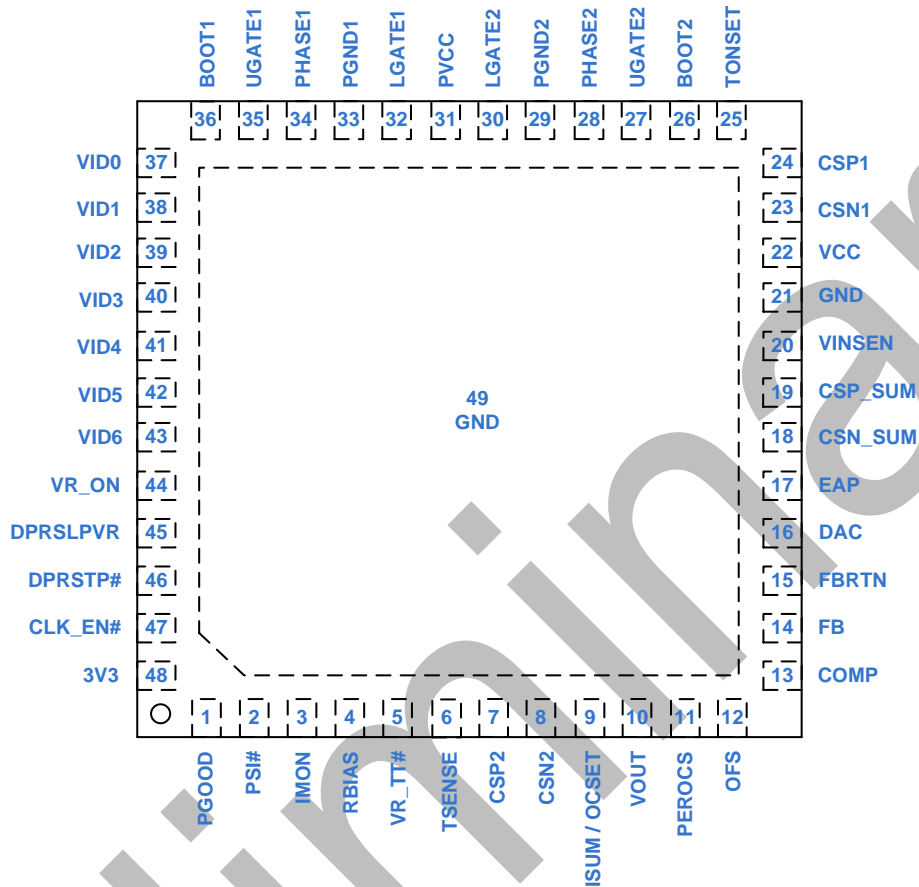 BOOT1
UGATE1
PHASE1
PGND1
LGATE1
PVCC
LGATE2
PGND2
PHASE2
UGATE2
BOOT2
TONSET
36
35
34
33
32
31
30
29
28
27
26
25
VID0 37
VID1 38
VID2 39
VID3 40
VID4 41
VID5 42
VID6 43
VR_ON 44
DPRSLPVR 45
DPRSTP# 46
CLK_EN# 47
3V3 48
49
GND
24 CSP1
23 CSN1
22 VCC
21 GND
20 VINSEN
19 CSP_SUM
18 CSN_SUM
17 EAP
16 DAC
15 FBRTN
14 FB
13 COMP
1
2
3
4
5
6
7
8
9
10
11
12
PGOOD
PSI#
IMON
RBIAS
VR_TT#
TSENSE
CSP2
CSN2
ISUM / OCSET
VOUT
PEROCS
OFS